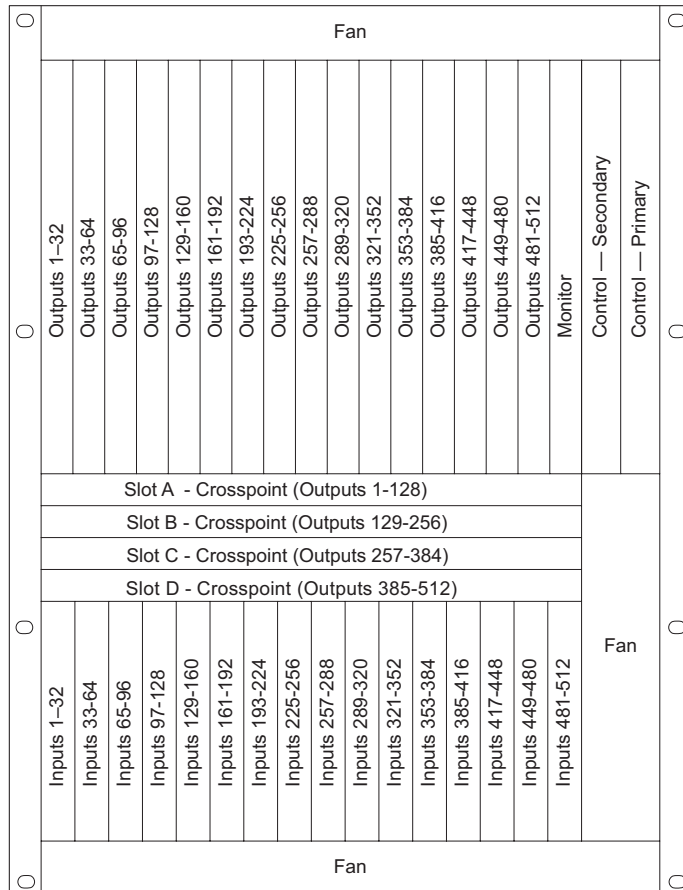 Fan
Outputs 1–32
Outputs 33-64
Outputs 65-96
Outputs 97-128
Outputs 129-160
Outputs 161-192
Outputs 193-224
Outputs 225-256
Outputs 257-288
Outputs 289-320
Outputs 321-352
Outputs 353-384
Outputs 385-416
Outputs 417-448
Outputs 449-480
Outputs 481-512
Monitor
Control — Secondary
Control — Primary
Slot A - Crosspoint (Outputs 1-128)
Slot B - Crosspoint (Outputs 129-256)
Slot C - Crosspoint (Outputs 257-384)
Slot D - Crosspoint (Outputs 385-512)
Inputs 1–32
Inputs 33-64
Inputs 65-96
Inputs 97-128
Inputs 129-160
Inputs 161-192
Inputs 193-224
Inputs 225-256
Inputs 257-288
Inputs 289-320
Inputs 321-352
Inputs 353-384
Inputs 385-416
Inputs 417-448
Inputs 449-480
Inputs 481-512
Fan
Fan